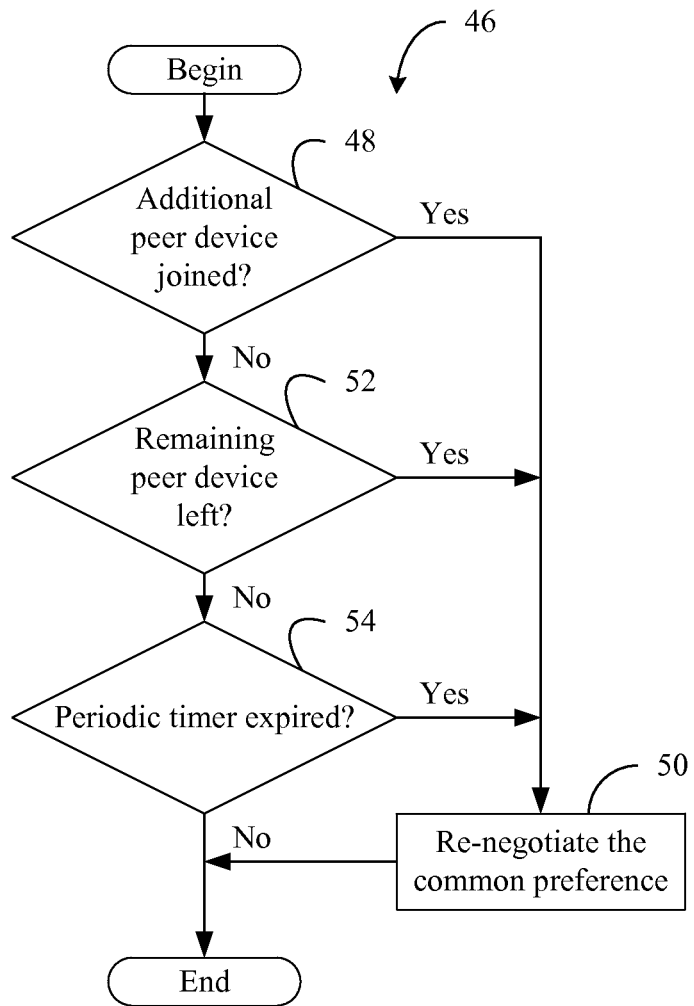 46
Begin
48
Additional
peer device
joined?
Yes
No
52
Remaining
peer device
left?
Yes
No
54
Periodic timer expired?
Yes
50
No
Re-negotiate the
common preference
End